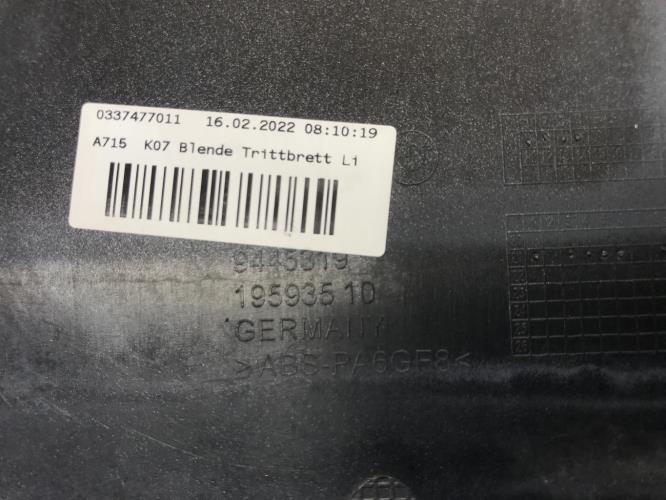 0337477011 16.02.2022 08:10:19
A715 K07 Blende Trittbrett Li
9445319
195935 10
GERMANY
>ABS-PA6GF8<